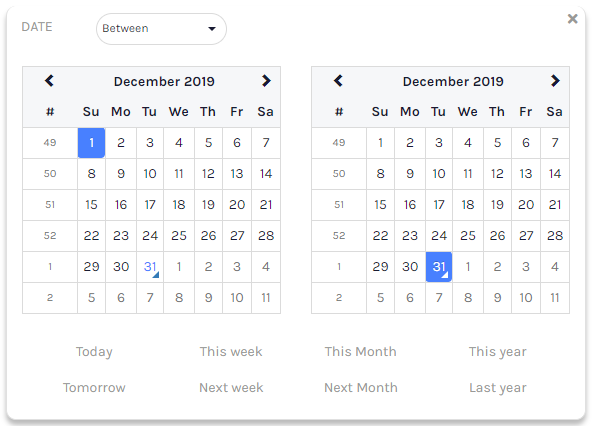 DATE Between ×
December 2019 December 2019
# Su Mo Tu We Th Fr Sa # Su Mo Tu We Th Fr Sa
49 1 2 3 4 5 6 7 49 1 2 3 4 5 6 7
50 8 9 10 11 12 13 14 50 8 9 10 11 12 13 14
51 15 16 17 18 19 20 21 51 15 16 17 18 19 20 21
52 22 23 24 25 26 27 28 52 22 23 24 25 26 27 28
1 29 30 31 1 2 3 4 1 29 30 31 1 2 3 4
2 5 6 7 8 9 10 11 2 5 6 7 8 9 10 11
Today This week This Month This year
Tomorrow Next week Next Month Last year